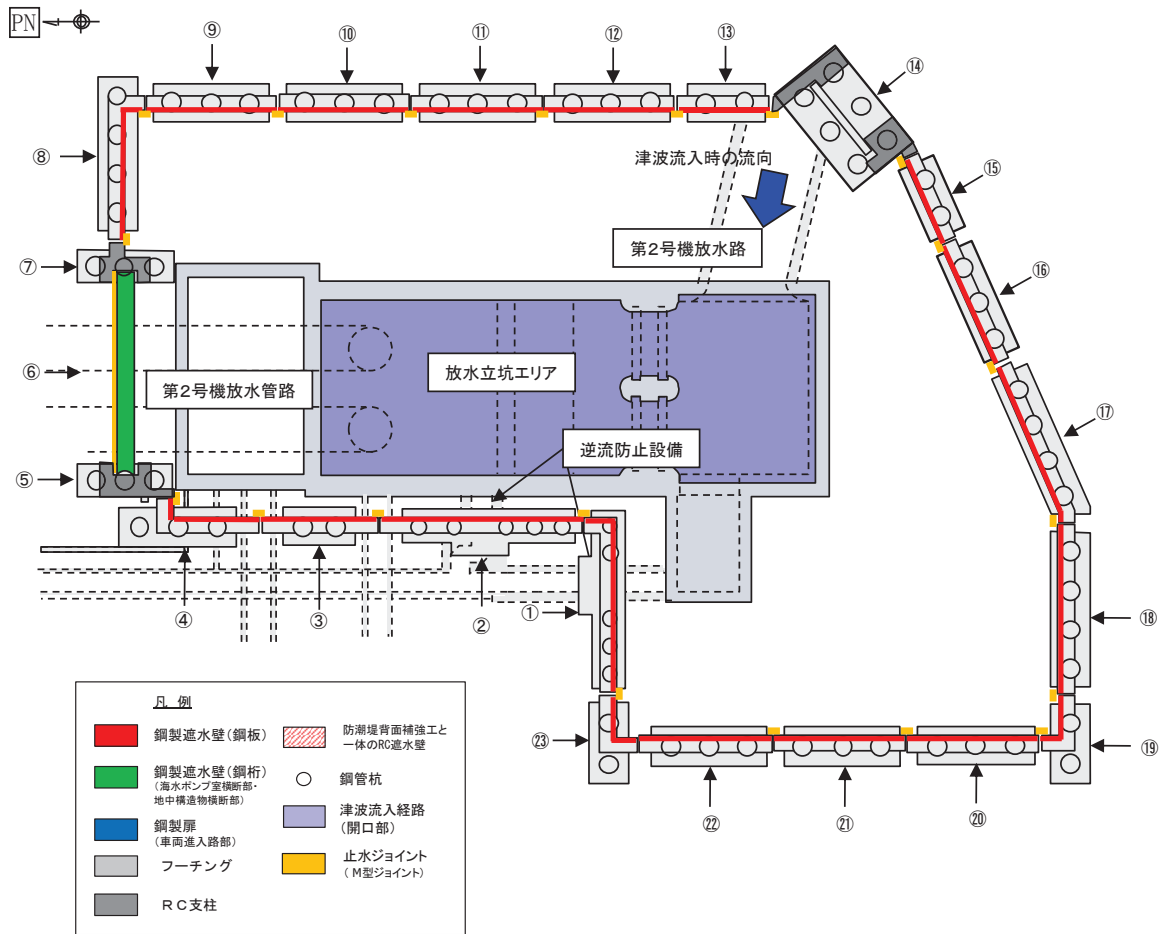 PN
⑨
⑩
⑪
⑫
⑬
⑭
⑧
津波流入時の流向
⑮
第2号機放水路
⑦
⑯
⑥
第2号機放水管路
放水立坑エリア
⑰
逆流防止設備
⑤
④
③
②
①
⑱
㉓
⑲
㉒
㉑
⑳
凡 例
鋼製遮水壁(鋼板)
防潮堤背面補強工と
一体のRC遮水壁
鋼製遮水壁(鋼桁)
(海水ポンプ室横断部・
地中構造物横断部)
鋼管杭
鋼製扉
(車両進入路部)
津波流入経路
(開口部)
フーチング
止水ジョイント
(M型ジョイント)
RC支柱